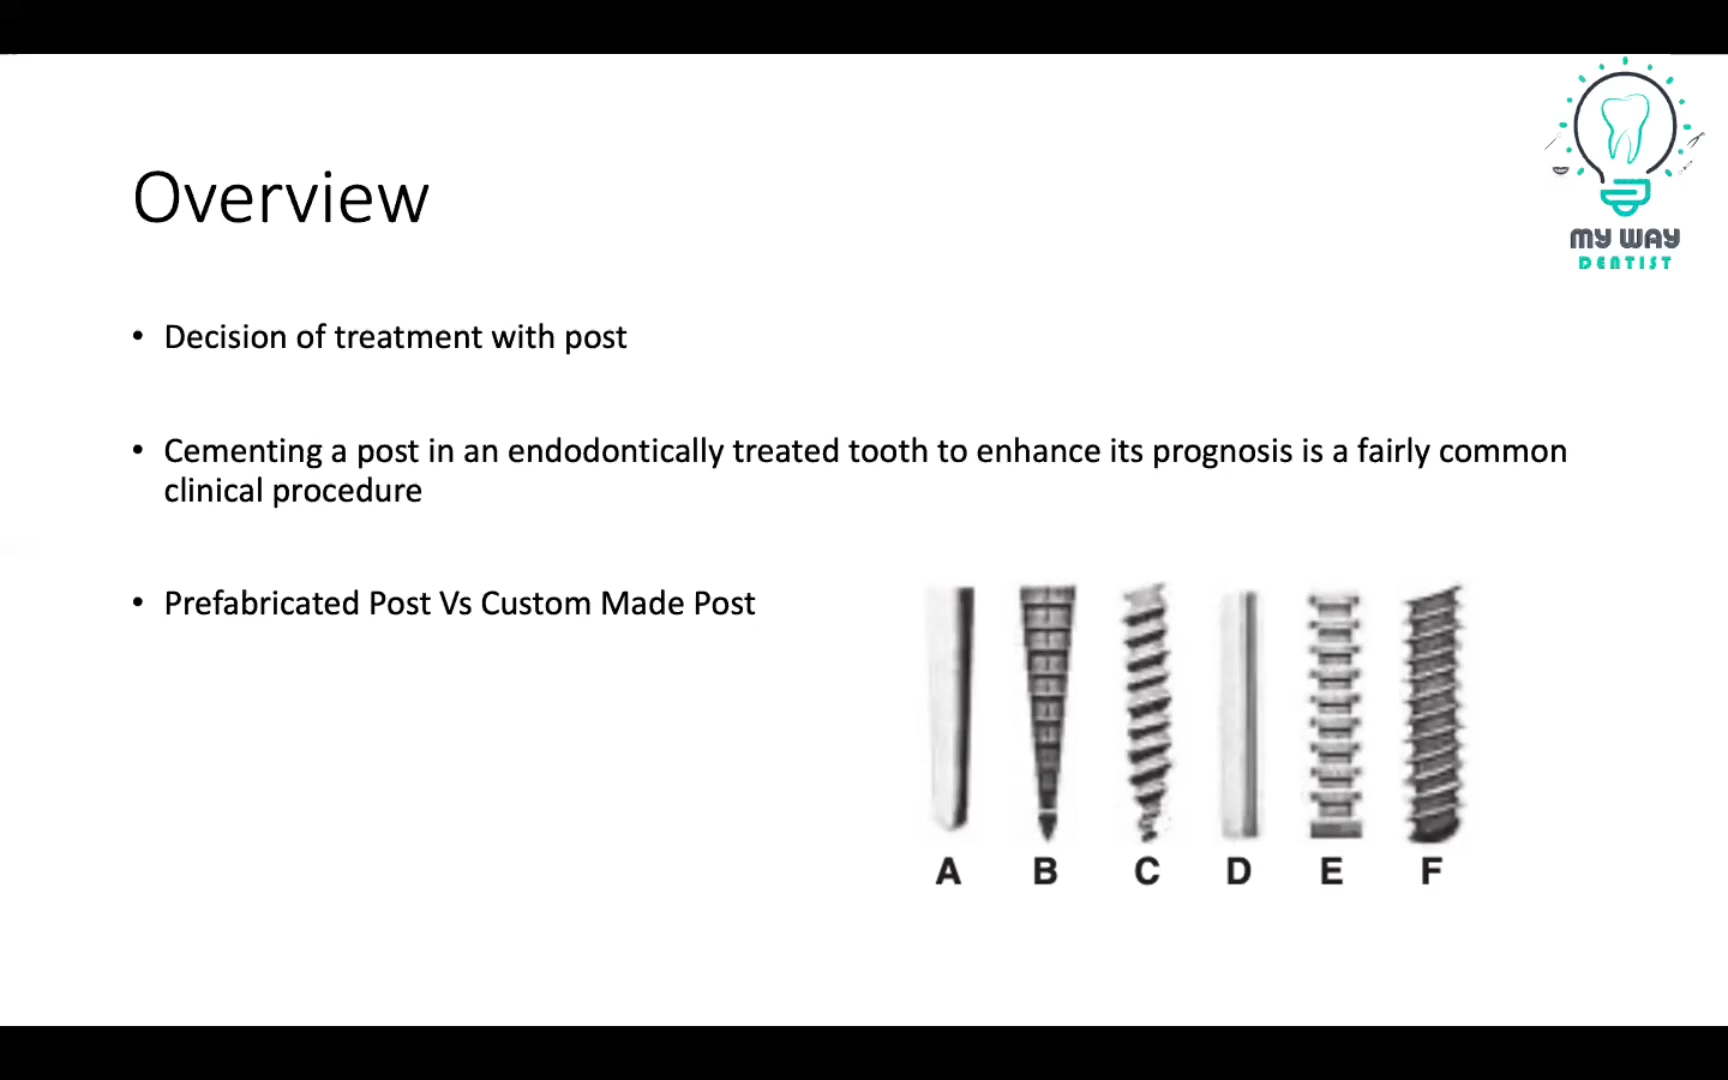 MY WAY
DENTIST
Overview
• Decision of treatment with post
• Cementing a post in an endodontically treated tooth to enhance its prognosis is a fairly common
clinical procedure
• Prefabricated Post Vs Custom Made Post
A B C D E F